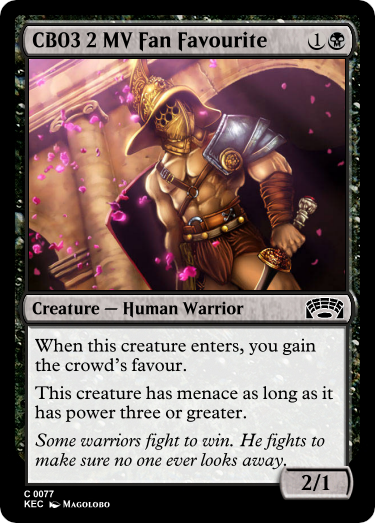 CB03 2 MV Fan Favourite 1
Creature — Human Warrior
When this creature enters, you gain
the crowd's favour.
This creature has menace as long as it
has power three or greater.
Some warriors fight to win. He fights to
make sure no one ever looks away.
2/1
C 0077
KEC Magolobo